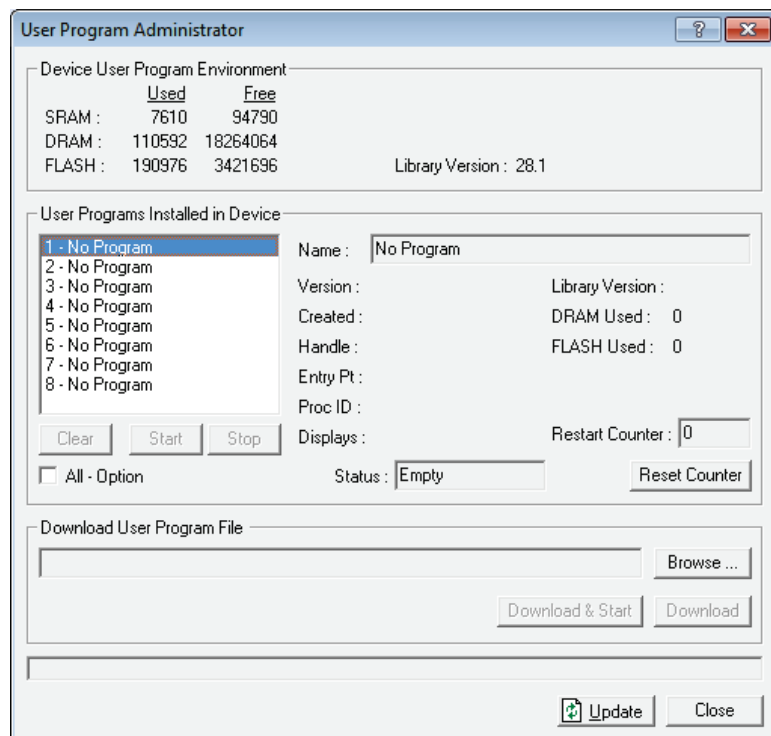 User Program Administrator
Device User Program Environment
Used Free
SRAM : 7610 94790
DRAM : 110592 18264064
FLASH : 190976 3421696 Library Version : 28.1
User Programs Installed in Device
1 - No Program
2 - No Program
3 - No Program
4 - No Program
5 - No Program
6 - No Program
7 - No Program
8 - No Program
Name : No Program
Version : Library Version :
Created : DRAM Used : 0
Handle : FLASH Used : 0
Entry Pt :
Proc ID :
Clear Start Stop Displays : Restart Counter : 0
All - Option Status : Empty Reset Counter
Download User Program File
Browse ...
Download & Start Download
Update Close